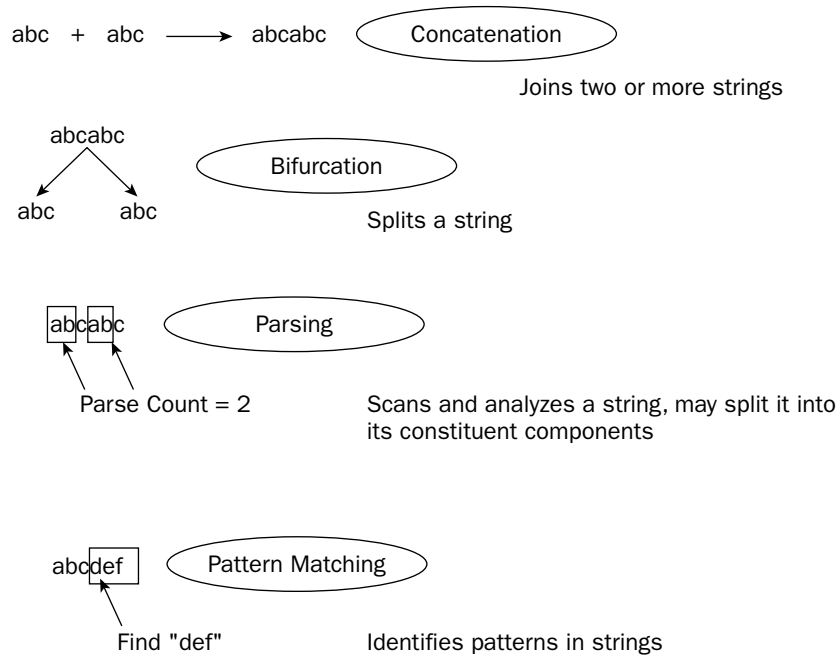 abc + abc abcabc Concatenation
Joins two or more strings
abcabc
Bifurcation
abc abc
Splits a string
abcabc Parsing
Parse Count = 2
Scans and analyzes a string, may split it into
its constituent components
abcdef Pattern Matching
Find "def"
Identifies patterns in strings